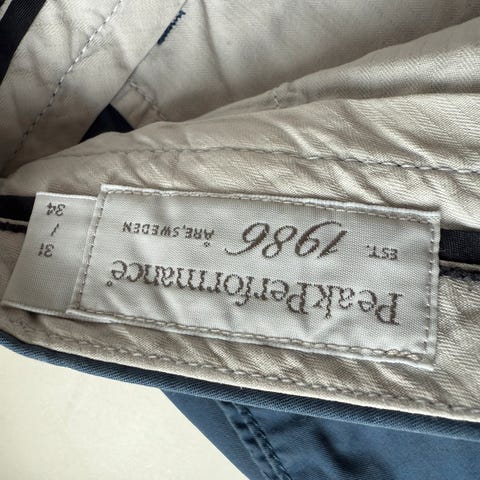 PeakPerformance®
EST. 1986 ÅRE, SWEDEN
31
/
34